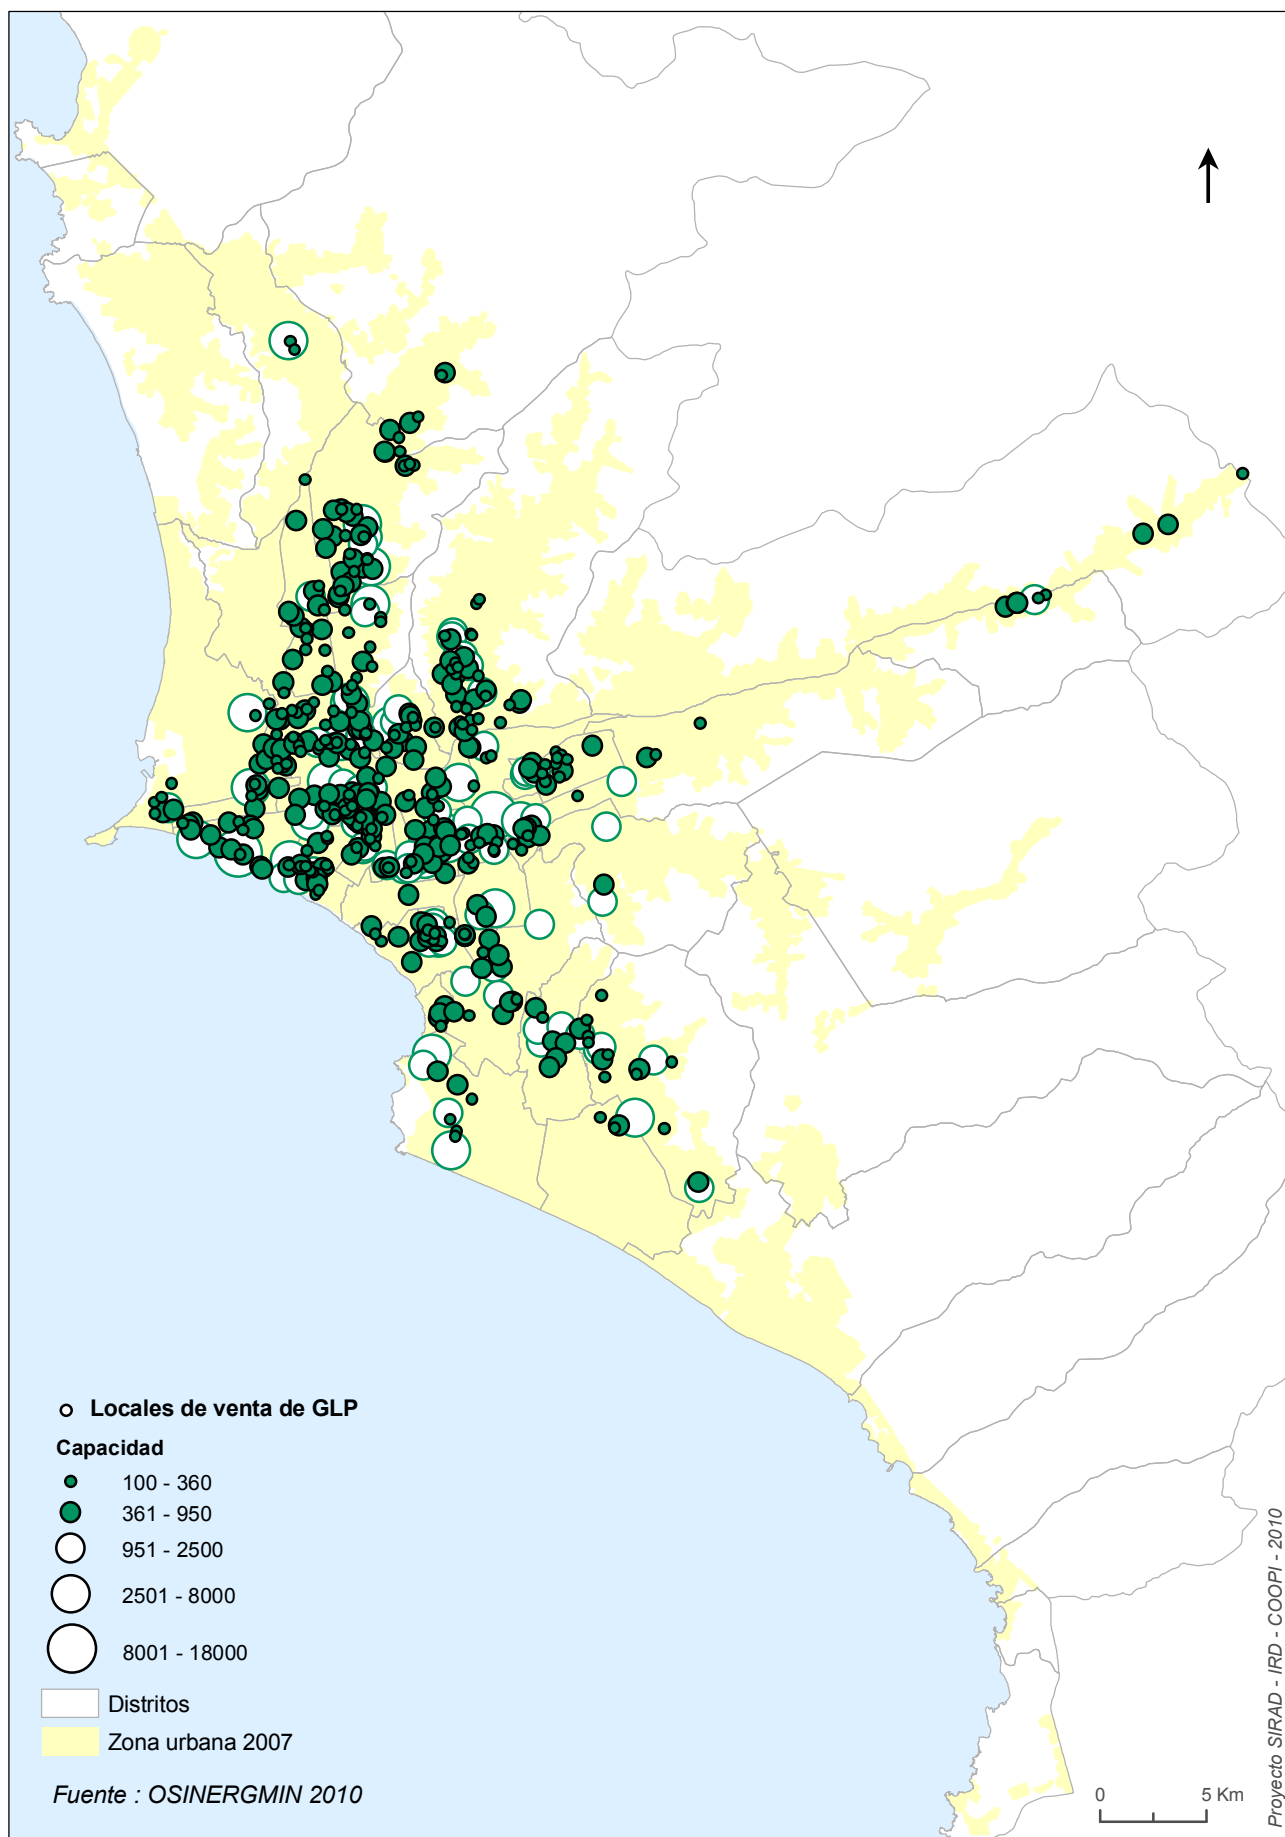 Locales de venta de GLP
Capacidad
100 - 360
361 - 950
951 - 2500
2501 - 8000
8001 - 18000
Distritos
Zona urbana 2007
Fuente : OSINERGMIN 2010
0 5 Km
Proyecto SIRAD - IRD - COOPI - 2010